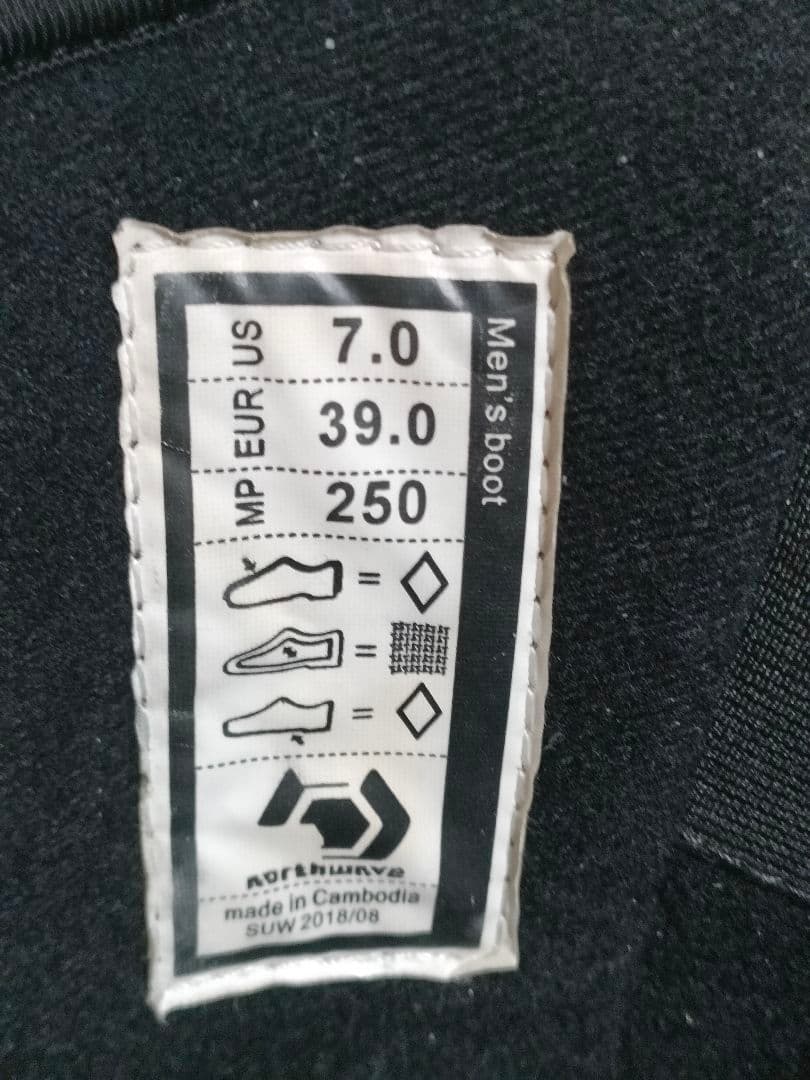 US 7.0
EUR 39.0
MP 250
Men's boot
=
=
=
northwave
made in Cambodia
SUW 2018/08